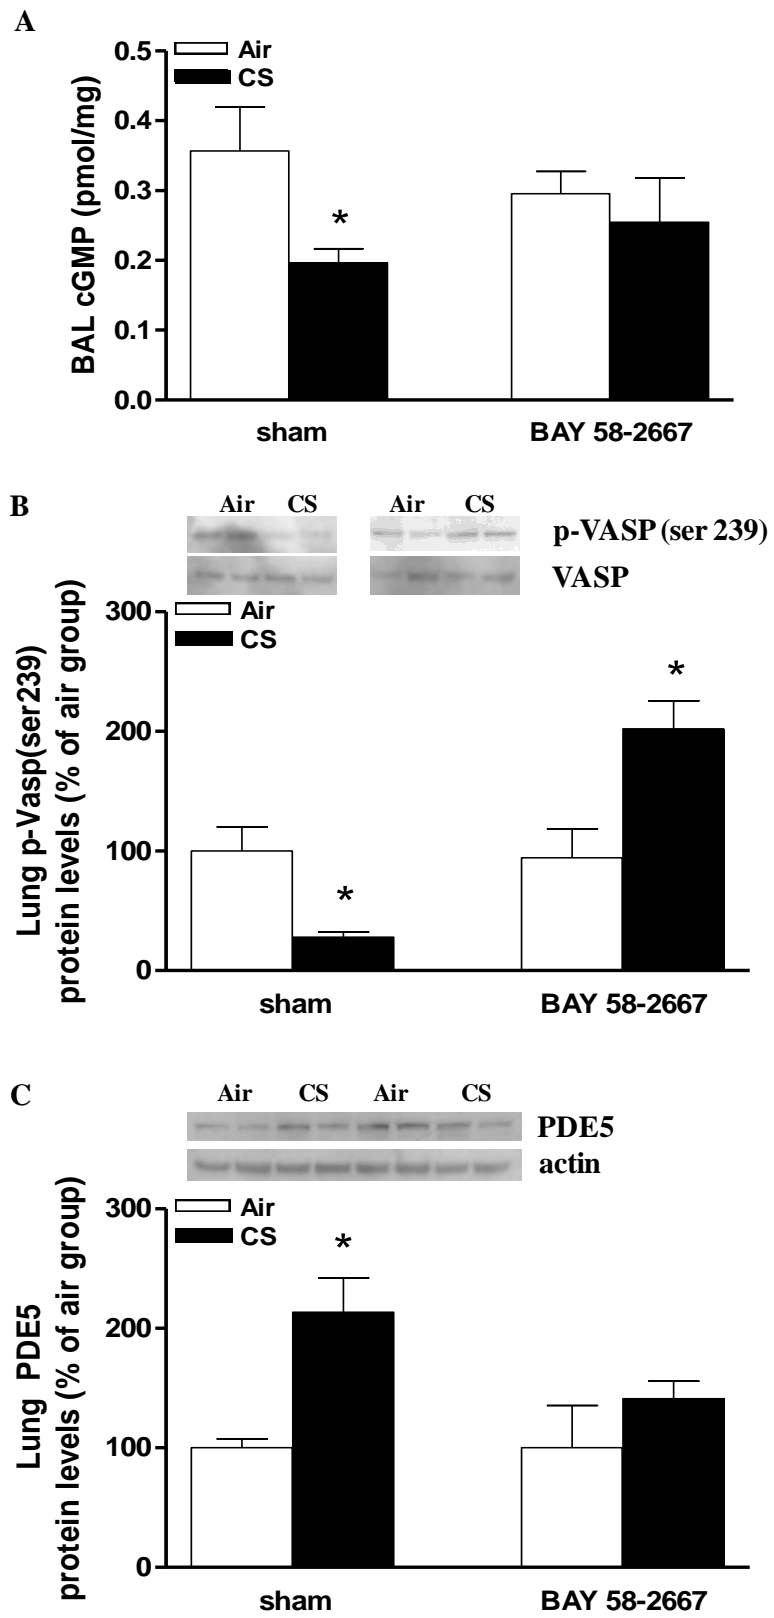 A
Air
CS
BAL cGMP (pmol/mg)
0.5
0.4
0.3
0.2
0.1
0.0
*
sham BAY 58-2667
B
Air CS Air CS
p-VASP (ser 239)
VASP
Air
CS
Lung p-Vasp(ser239)
protein levels (% of air group)
300
200
100
0
*
*
sham BAY 58-2667
C
Air CS Air CS
PDE5
actin
Air
CS
Lung PDE5
protein levels (% of air group)
300
200
100
0
*
sham BAY 58-2667